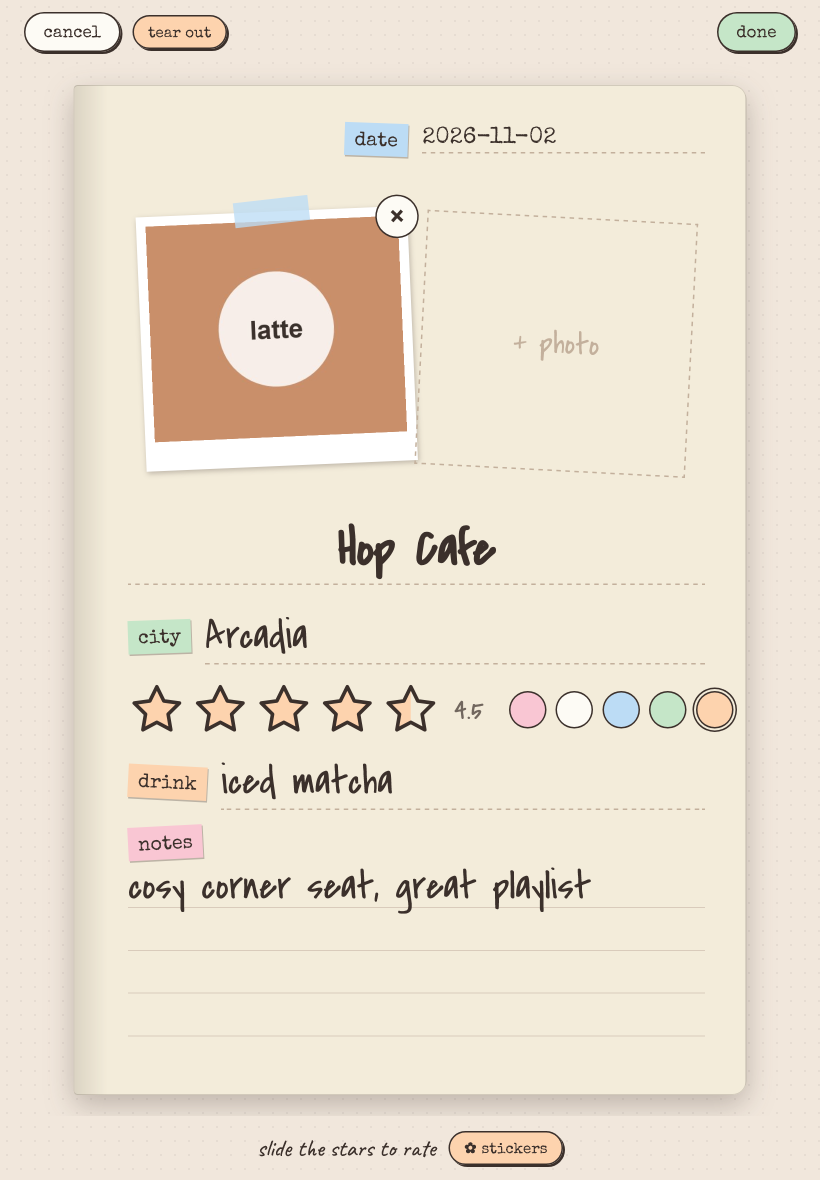 cancel
tear out
done
date 2026-11-02
×
latte
+ photo
Hop Cafe
city Arcadia
4.5
drink iced matcha
notes
cosy corner seat, great playlist
slide the stars to rate
✿ stickers